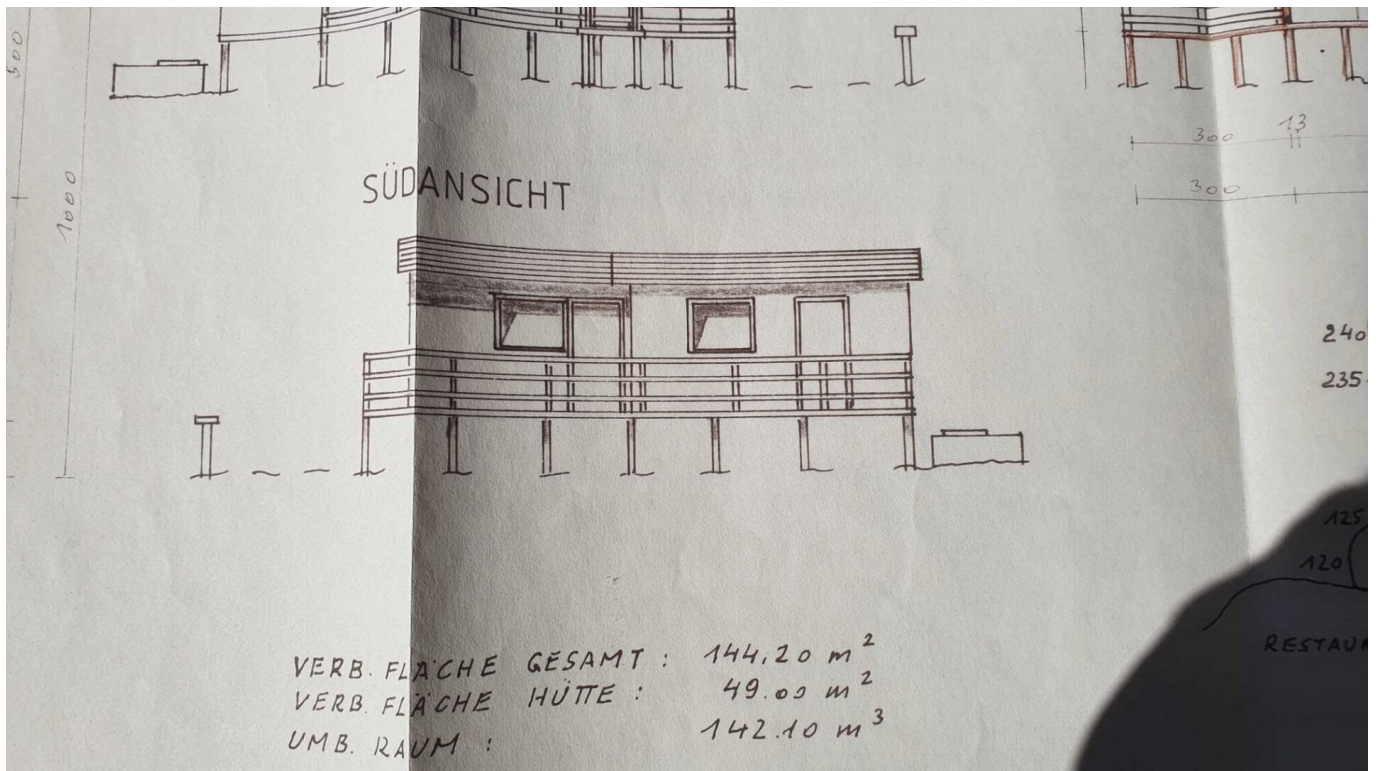 500
1000
300 13
300
SÜDANSICHT
240
235
125
120
VERB. FLÄCHE GESAMT : 144.20 m²
VERB. FLÄCHE HÜTTE : 49.00 m²
UMB. RAUM : 142.10 m³